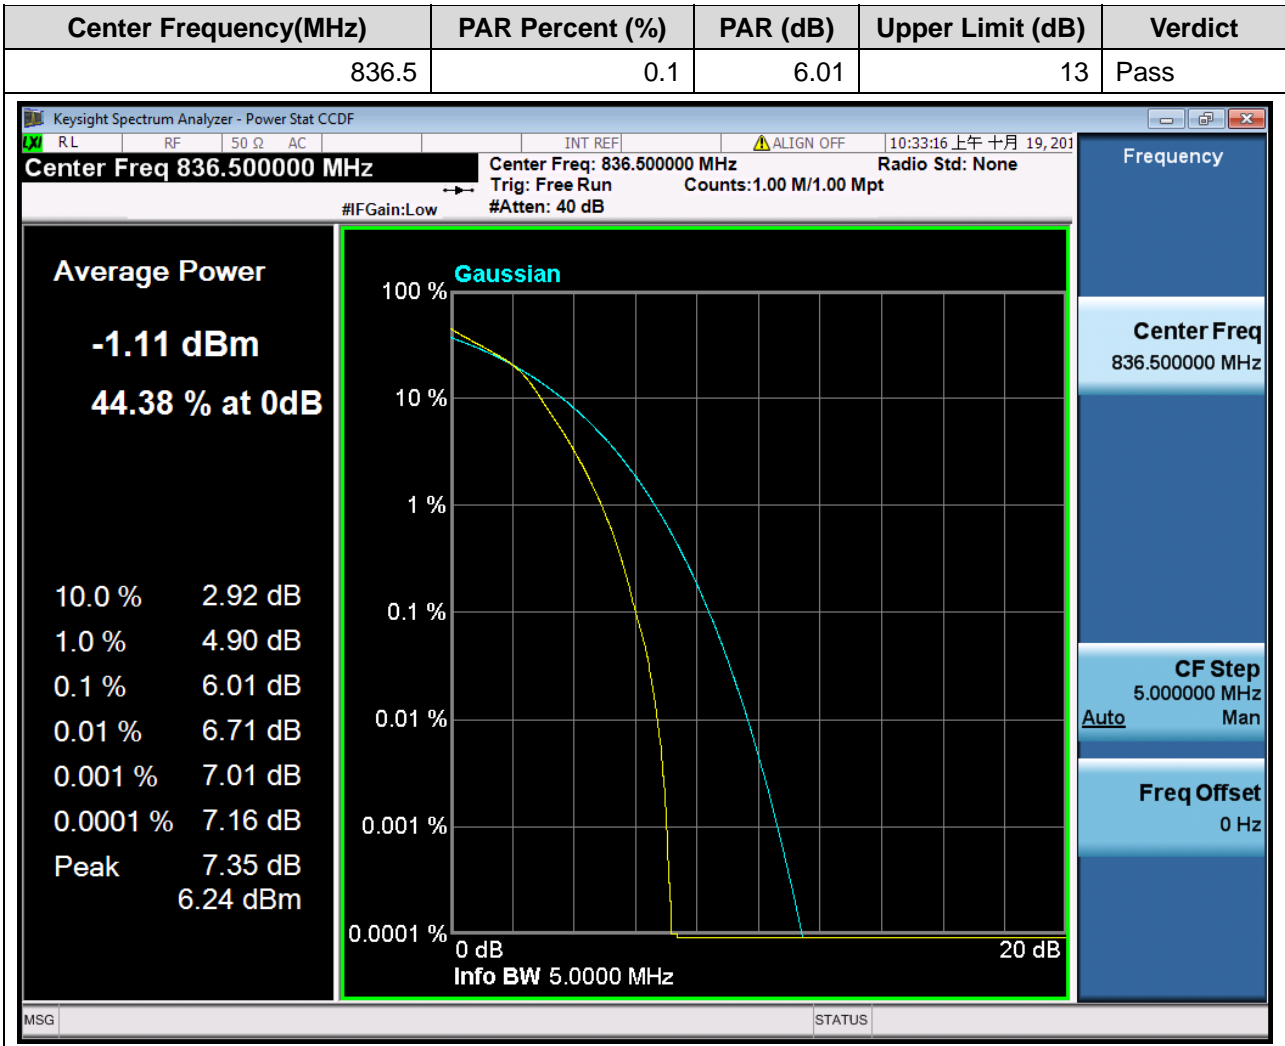 Center Frequency(MHz) PAR Percent (%) PAR (dB) Upper Limit (dB) Verdict
836.5 0.1 6.01 13 Pass
Keysight Spectrum Analyzer - Power Stat CCDF
LXI RL RF 50 Ω AC INT REF ALIGN OFF 10:33:16 上午 十月 19, 201
Center Freq 836.500000 MHz
Center Freq: 836.500000 MHz Radio Std: None
Trig: Free Run Counts:1.00 M/1.00 Mpt
#IFGain:Low #Atten: 40 dB
Average Power
-1.11 dBm
44.38 % at 0dB
10.0 % 2.92 dB
1.0 % 4.90 dB
0.1 % 6.01 dB
0.01 % 6.71 dB
0.001 % 7.01 dB
0.0001 % 7.16 dB
Peak 7.35 dB
6.24 dBm
Gaussian
100 %
10 %
1 %
0.1 %
0.01 %
0.001 %
0.0001 %
0 dB 20 dB
Info BW 5.0000 MHz
Frequency
Center Freq
836.500000 MHz
CF Step
5.000000 MHz
Auto Man
Freq Offset
0 Hz
MSG STATUS